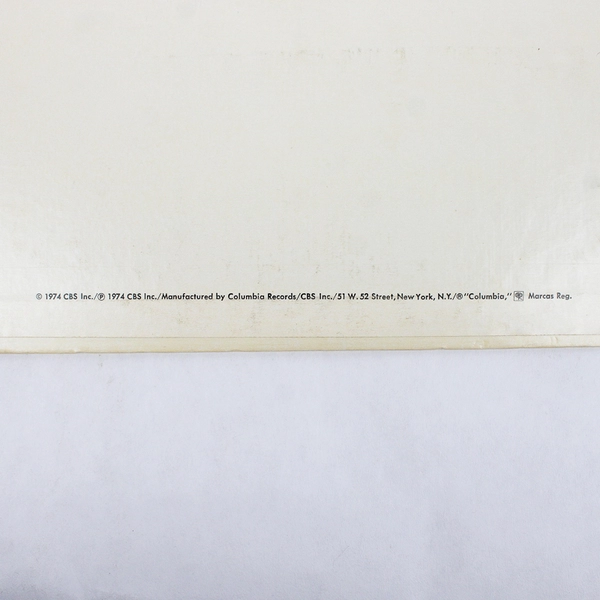 © 1974 CBS Inc./℗ 1974 CBS Inc./Manufactured by Columbia Records/CBS Inc./51 W. 52 Street, New York, N.Y./® "Columbia," Marcas Reg.